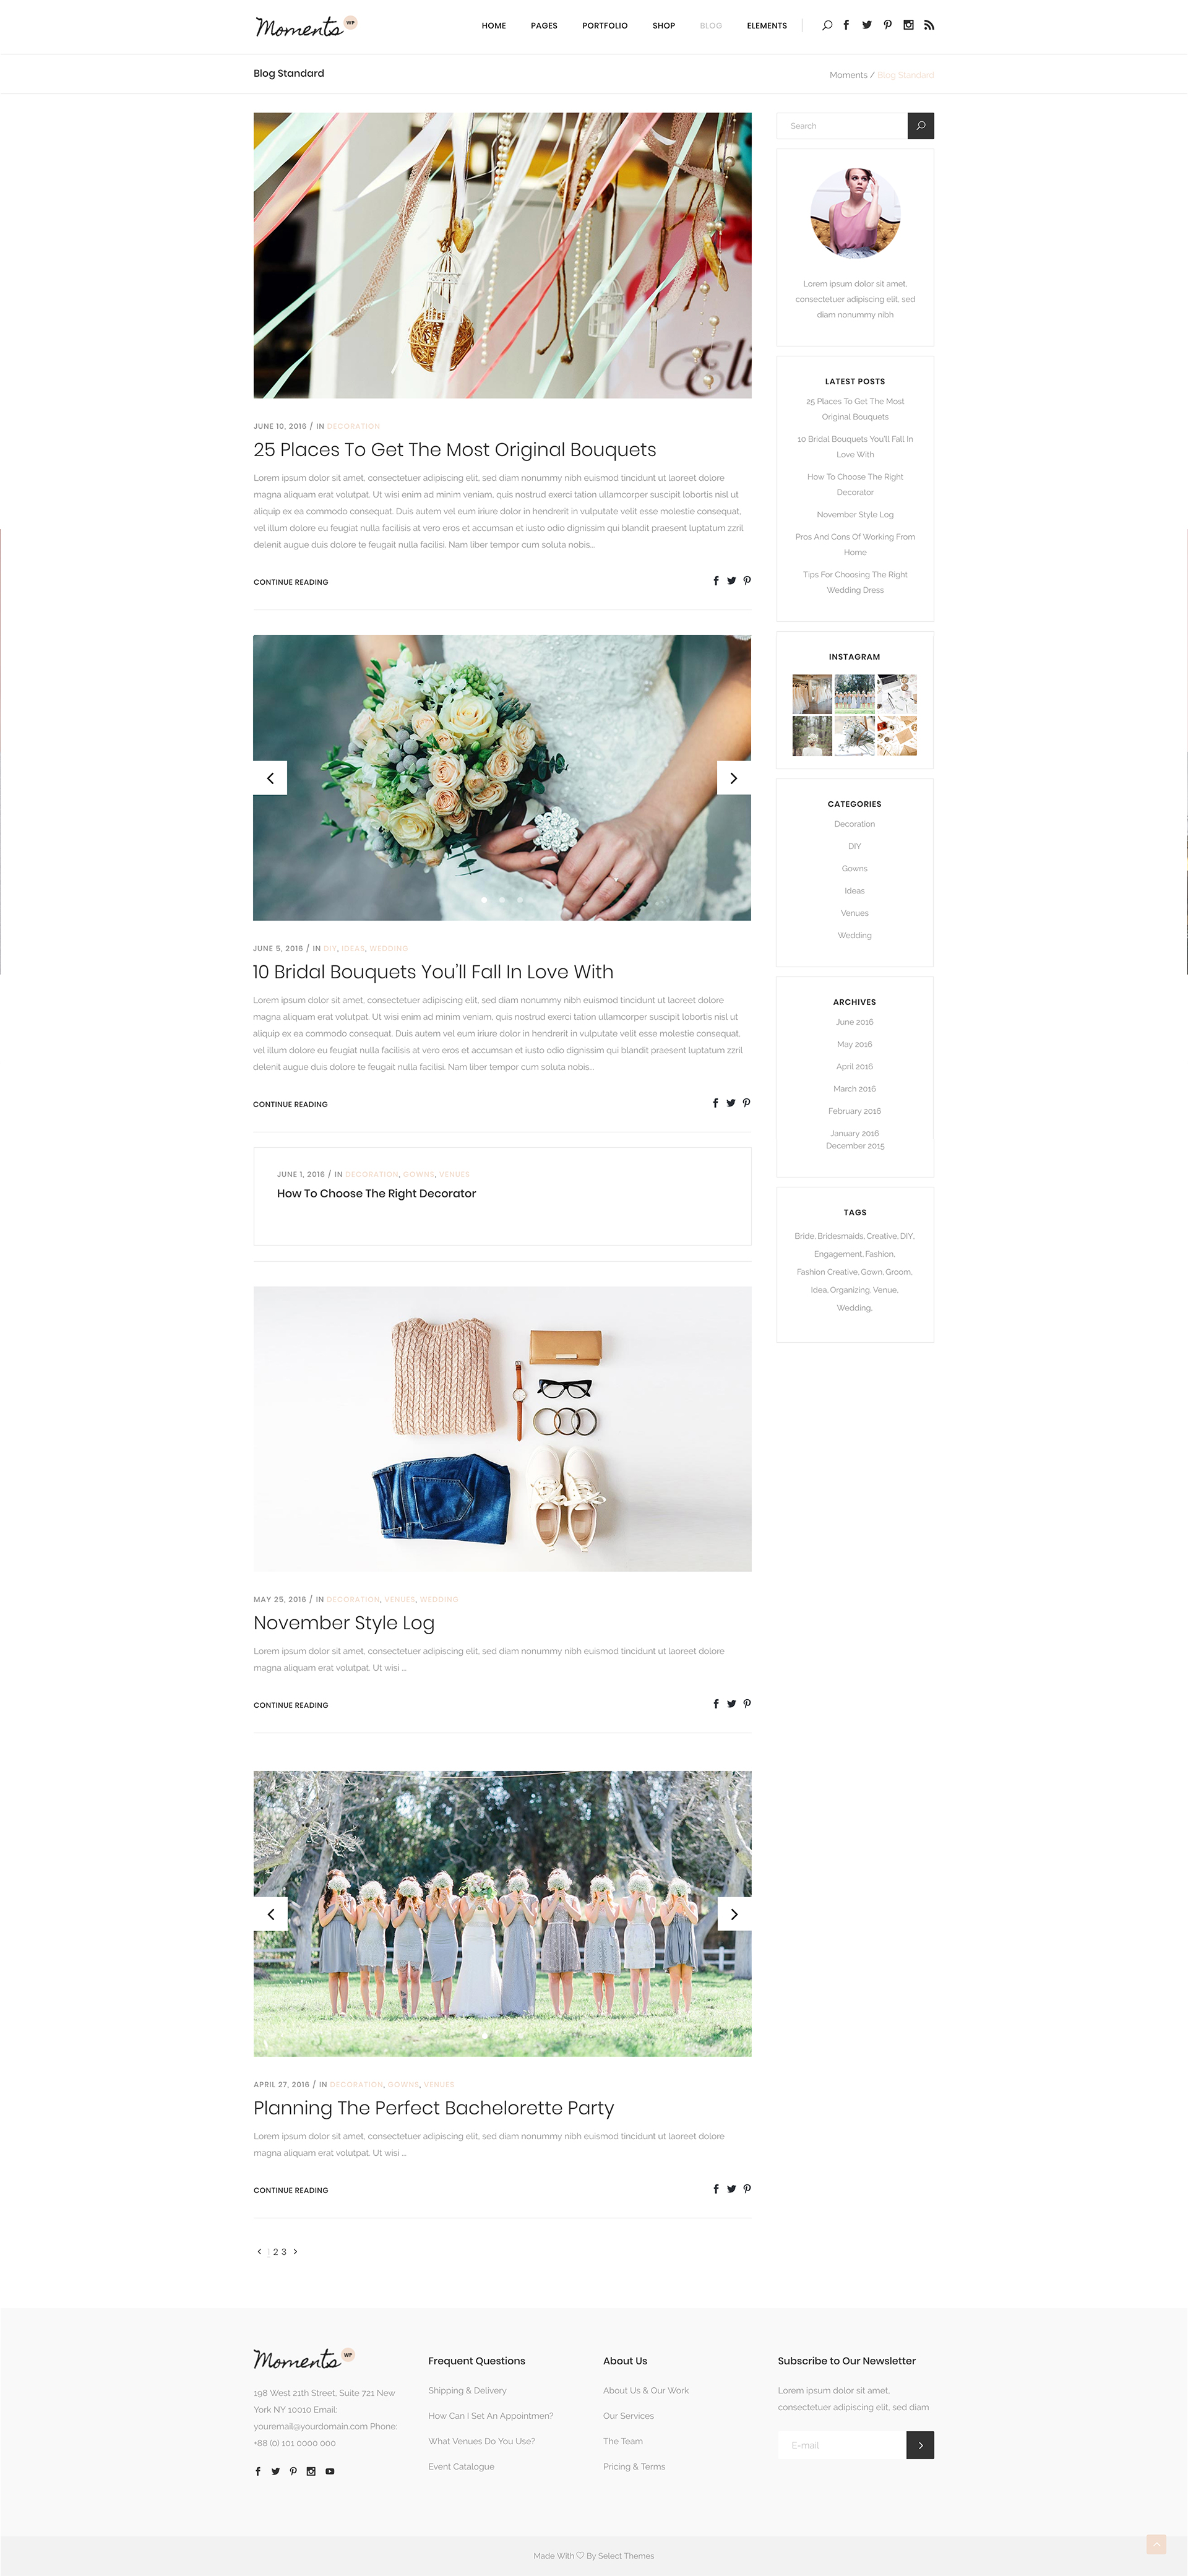 Moments WP
HOME PAGES PORTFOLIO SHOP BLOG ELEMENTS
Blog Standard
Moments / Blog Standard
JUNE 10, 2016 / IN DECORATION
25 Places To Get The Most Original Bouquets
Lorem ipsum dolor sit amet, consectetuer adipiscing elit, sed diam nonummy nibh euismod tincidunt ut laoreet dolore
magna aliquam erat volutpat. Ut wisi enim ad minim veniam, quis nostrud exerci tation ullamcorper suscipit lobortis nisl ut
aliquip ex ea commodo consequat. Duis autem vel eum iriure dolor in hendrerit in vulputate velit esse molestie consequat,
vel illum dolore eu feugiat nulla facilisis at vero eros et accumsan et iusto odio dignissim qui blandit praesent luptatum zzril
delenit augue duis dolore te feugait nulla facilisi. Nam liber tempor cum soluta nobis...
CONTINUE READING
JUNE 5, 2016 / IN DIY, IDEAS, WEDDING
10 Bridal Bouquets You'll Fall In Love With
Lorem ipsum dolor sit amet, consectetuer adipiscing elit, sed diam nonummy nibh euismod tincidunt ut laoreet dolore
magna aliquam erat volutpat. Ut wisi enim ad minim veniam, quis nostrud exerci tation ullamcorper suscipit lobortis nisl ut
aliquip ex ea commodo consequat. Duis autem vel eum iriure dolor in hendrerit in vulputate velit esse molestie consequat,
vel illum dolore eu feugiat nulla facilisis at vero eros et accumsan et iusto odio dignissim qui blandit praesent luptatum zzril
delenit augue duis dolore te feugait nulla facilisi. Nam liber tempor cum soluta nobis...
CONTINUE READING
JUNE 1, 2016 / IN DECORATION, GOWNS, VENUES
How To Choose The Right Decorator
MAY 25, 2016 / IN DECORATION, VENUES, WEDDING
November Style Log
Lorem ipsum dolor sit amet, consectetuer adipiscing elit, sed diam nonummy nibh euismod tincidunt ut laoreet dolore
magna aliquam erat volutpat. Ut wisi ...
CONTINUE READING
APRIL 27, 2016 / IN DECORATION, GOWNS, VENUES
Planning The Perfect Bachelorette Party
Lorem ipsum dolor sit amet, consectetuer adipiscing elit, sed diam nonummy nibh euismod tincidunt ut laoreet dolore
magna aliquam erat volutpat. Ut wisi ...
CONTINUE READING
1 2 3
Search
Lorem ipsum dolor sit amet,
consectetuer adipiscing elit, sed
diam nonummy nibh
LATEST POSTS
25 Places To Get The Most
Original Bouquets
10 Bridal Bouquets You'll Fall In
Love With
How To Choose The Right
Decorator
November Style Log
Pros And Cons Of Working From
Home
Tips For Choosing The Right
Wedding Dress
INSTAGRAM
CATEGORIES
Decoration
DIY
Gowns
Ideas
Venues
Wedding
ARCHIVES
June 2016
May 2016
April 2016
March 2016
February 2016
January 2016
December 2015
TAGS
Bride, Bridesmaids, Creative, DIY,
Engagement, Fashion,
Fashion Creative, Gown, Groom,
Idea, Organizing, Venue,
Wedding,
Moments WP
198 West 21th Street, Suite 721 New
York NY 10010 Email:
youremail@yourdomain.com Phone:
+88 (0) 101 0000 000
Frequent Questions
Shipping & Delivery
How Can I Set An Appointmen?
What Venues Do You Use?
Event Catalogue
About Us
About Us & Our Work
Our Services
The Team
Pricing & Terms
Subscribe to Our Newsletter
Lorem ipsum dolor sit amet,
consectetuer adipiscing elit, sed diam
E-mail
Made With ♡ By Select Themes